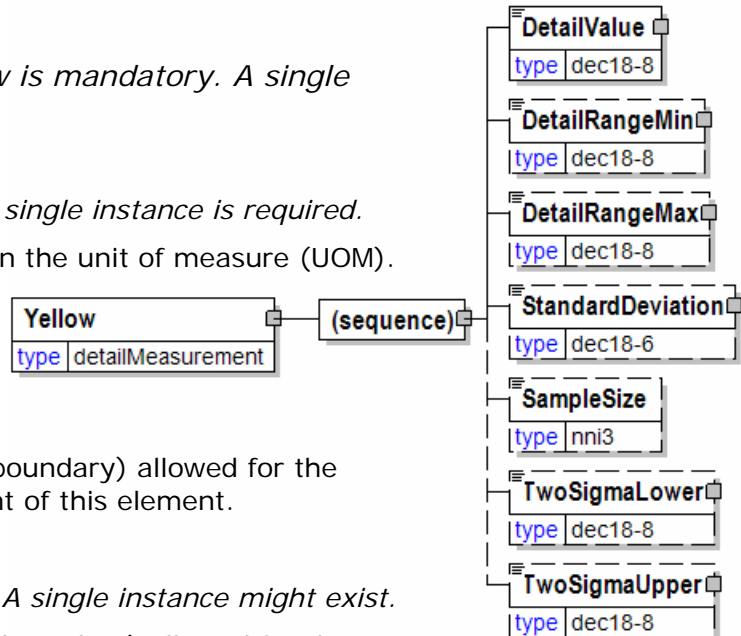 w is mandatory. A single
single instance is required.
n the unit of measure (UOM).
Yellow
type detailMeasurement
(sequence)
DetailValue
type dec18-8
DetailRangeMin
type dec18-8
DetailRangeMax
type dec18-8
StandardDeviation
type dec18-6
SampleSize
type nni3
TwoSigmaLower
type dec18-8
TwoSigmaUpper
type dec18-8
boundary) allowed for the
t of this element.
A single instance might exist.